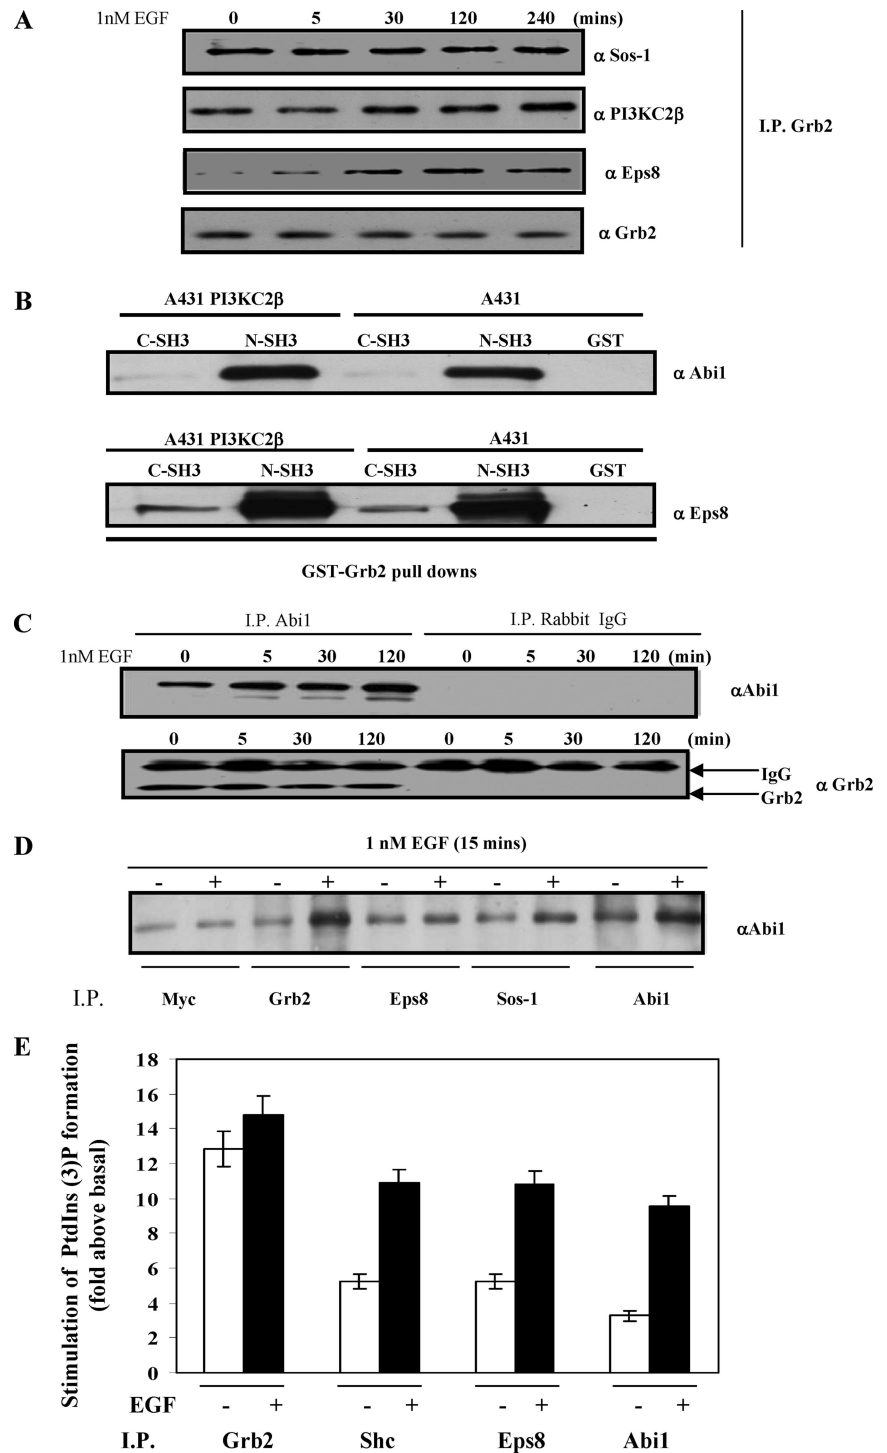 A
1nM EGF 0 5 30 120 240 (mins)
α Sos-1
α PI3KC2β
I.P. Grb2
α Eps8
α Grb2
B
A431 PI3KC2β A431
C-SH3 N-SH3 C-SH3 N-SH3 GST
α Abi1
A431 PI3KC2β A431
C-SH3 N-SH3 C-SH3 N-SH3 GST
α Eps8
GST-Grb2 pull downs
C
I.P. Abi1 I.P. Rabbit IgG
1nM EGF 0 5 30 120 0 5 30 120 (min)
αAbi1
0 5 30 120 0 5 30 120 (min)
IgG
Grb2 α Grb2
D
1 nM EGF (15 mins)
- + - + - + - + - +
αAbi1
I.P. Myc Grb2 Eps8 Sos-1 Abi1
E
Stimulation of PtdIns (3)P formation
(fold above basal)
18
16
14
12
10
8
6
4
2
0
EGF - + - + - + - +
I.P. Grb2 Shc Eps8 Abi1